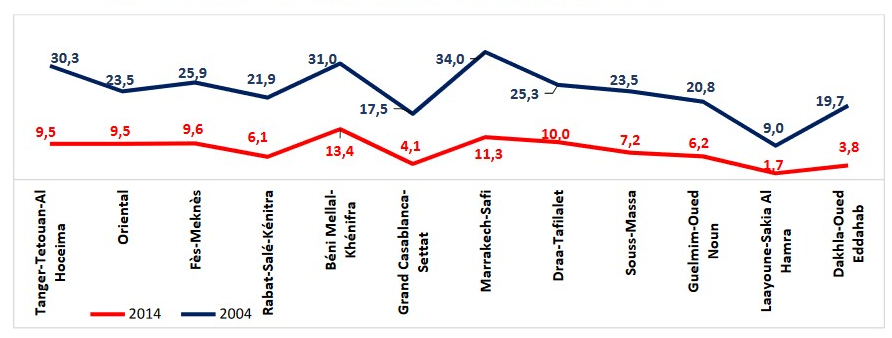 30,3 23,5 25,9 21,9 31,0 17,5 34,0 25,3 23,5 20,8 9,0 19,7
9,5 9,5 9,6 6,1 13,4 4,1 11,3 10,0 7,2 6,2 1,7 3,8
Tanger-Tetouan-Al
Hoceima
Oriental
Fès-Meknès
Rabat-Salé-Kénitra
Béni Mellal-
Khénifra
Grand Casablanca-
Settat
Marrakech-Safi
Draa-Tafilalet
Souss-Massa
Guelmim-Oued
Noun
Laayoune-Sakia Al
Hamra
Dakhla-Oued
Eddahab
2014 2004